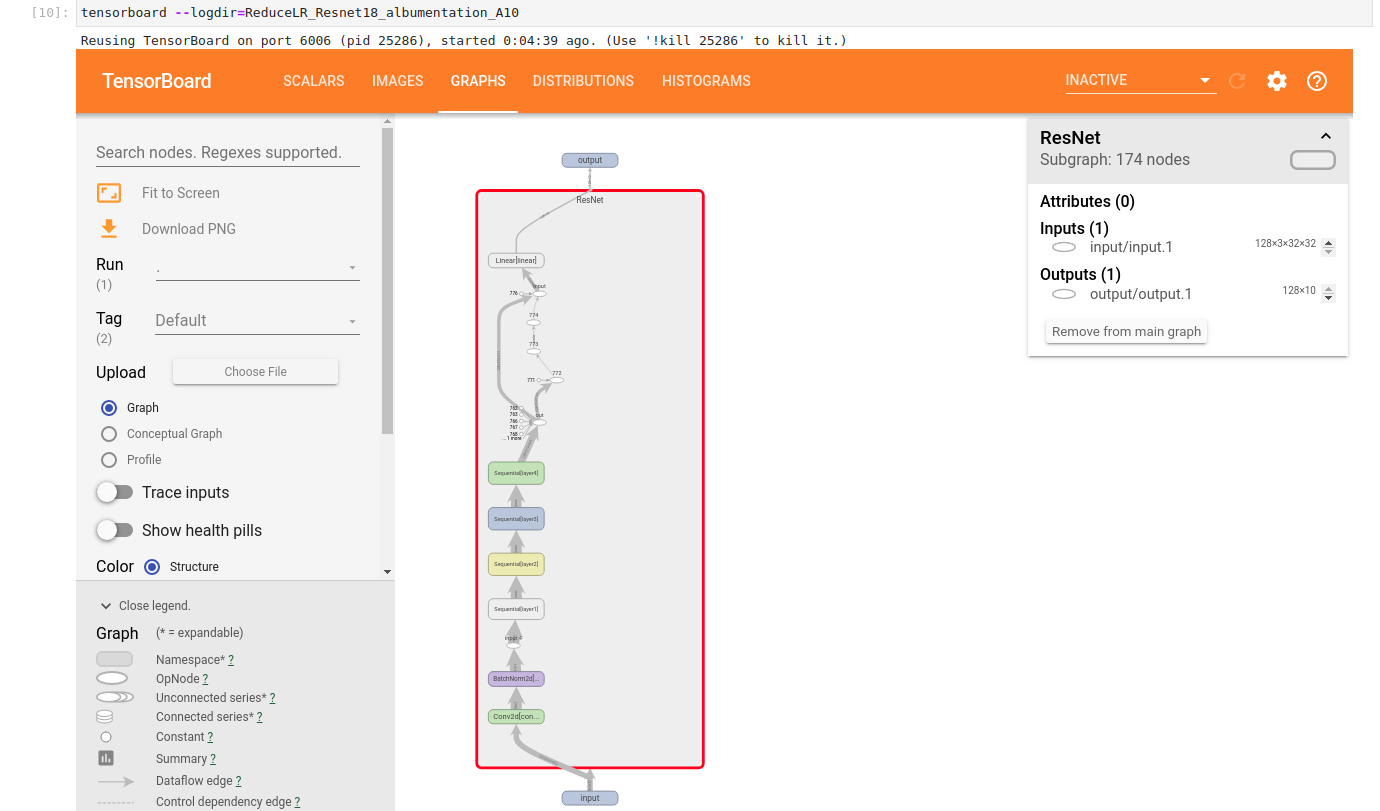 [10]: tensorboard --logdir=ReduceLR_Resnet18_albumentation_A10
Reusing TensorBoard on port 6006 (pid 25286), started 0:04:39 ago. (Use '!kill 25286' to kill it.)
TensorBoard SCALARS IMAGES GRAPHS DISTRIBUTIONS HISTOGRAMS INACTIVE
Search nodes. Regexes supported.
Fit to Screen
Download PNG
Run
(1)
.
Tag
(2)
Default
Upload Choose File
Graph
Conceptual Graph
Profile
Trace inputs
Show health pills
Color Structure
Close legend.
Graph (* = expandable)
Namespace* ?
OpNode ?
Unconnected series* ?
Connected series* ?
Constant ?
Summary ?
Dataflow edge ?
Control dependency edge ?
output
ResNet
Linear[linear]
input
776
774
773
772
771
out
762
763
766
767
768
... 1 more
Sequential[layer4]
Sequential[layer3]
Sequential[layer2]
Sequential[layer1]
input.4
BatchNorm2d[...
Conv2d[con...
input
ResNet
Subgraph: 174 nodes
Attributes (0)
Inputs (1)
input/input.1 128×3×32×32
Outputs (1)
output/output.1 128×10
Remove from main graph